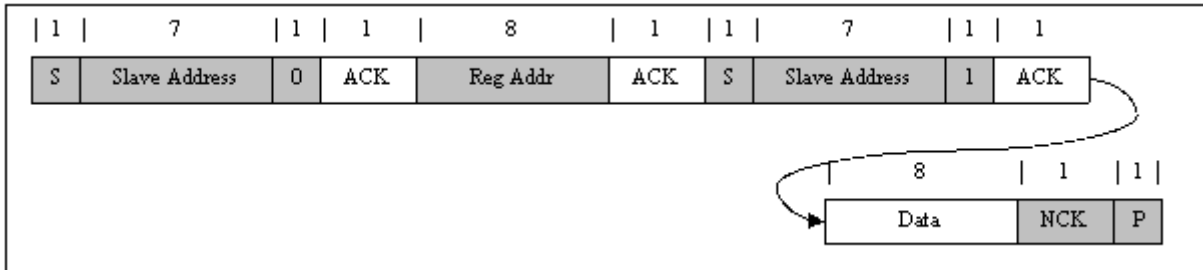 | 1 | 7 | 1 | 1 | 8 | 1 | 1 | 7 | 1 | 1
S Slave Address 0 ACK Reg Addr ACK S Slave Address 1 ACK
| 8 | 1 | 1 |
Data NCK P